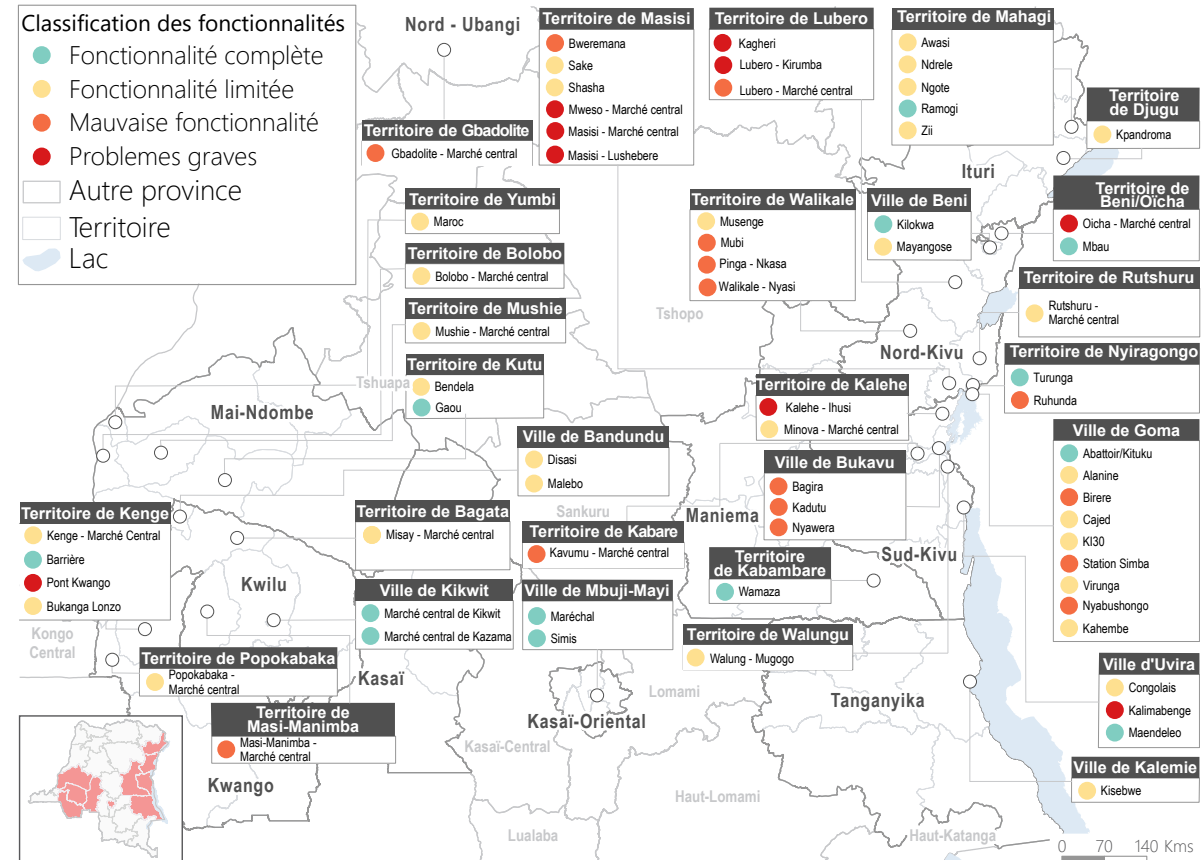 Classification des fonctionnalités
Fonctionnalité complète
Fonctionnalité limitée
Mauvaise fonctionnalité
Problemes graves
Autre province
Territoire
Lac
Nord - Ubangi
Territoire de Gbadolite
Gbadolite - Marché central
Territoire de Masisi
Bweremana
Sake
Shasha
Mweso - Marché central
Masisi - Marché central
Masisi - Lushebere
Territoire de Lubero
Kagheri
Lubero - Kirumba
Lubero - Marché central
Territoire de Mahagi
Awasi
Ndrele
Ngote
Ramogi
Zii
Territoire
de Djugu
Kpandroma
Ituri
Territoire de Yumbi
Maroc
Territoire de Bolobo
Bolobo - Marché central
Territoire de Mushie
Mushie - Marché central
Territoire de Kutu
Bendela
Gaou
Territoire de Walikale
Musenge
Mubi
Pinga - Nkasa
Walikale - Nyasi
Ville de Beni
Kilokwa
Mayangose
Territoire de
Beni/Oïcha
Oicha - Marché central
Mbau
Territoire de Rutshuru
Rutshuru -
Marché central
Tshopo
Nord-Kivu
Territoire de Nyiragongo
Turunga
Ruhunda
Tshuapa
Mai-Ndombe
Territoire de Kalehe
Kalehe - Ihusi
Minova - Marché central
Ville de Goma
Abattoir/Kituku
Alanine
Birere
Cajed
KI30
Station Simba
Virunga
Nyabushongo
Kahembe
Ville de Bandundu
Disasi
Malebo
Ville de Bukavu
Bagira
Kadutu
Nyawera
Territoire de Kenge
Kenge - Marché Central
Barrière
Pont Kwango
Bukanga Lonzo
Territoire de Bagata
Misay - Marché central
Sankuru
Territoire de Kabare
Kavumu - Marché central
Maniema
Sud-Kivu
Territoire
de Kabambare
Wamaza
Kwilu
Ville de Kikwit
Marché central de Kikwit
Marché central de Kazama
Ville de Mbuji-Mayi
Maréchal
Simis
Kongo
Central
Territoire de Popokabaka
Popokabaka -
Marché central
Territoire de Walungu
Walung - Mugogo
Ville d'Uvira
Congolais
Kalimabenge
Maendeleo
Kasaï
Lomami
Tanganyika
Territoire de
Masi-Manimba
Masi-Manimba -
Marché central
Kasaï-Oriental
Kasaï-Central
Ville de Kalemie
Kisebwe
Kwango
Haut-Lomami
Lualaba
Haut-Katanga
0 70 140 Kms